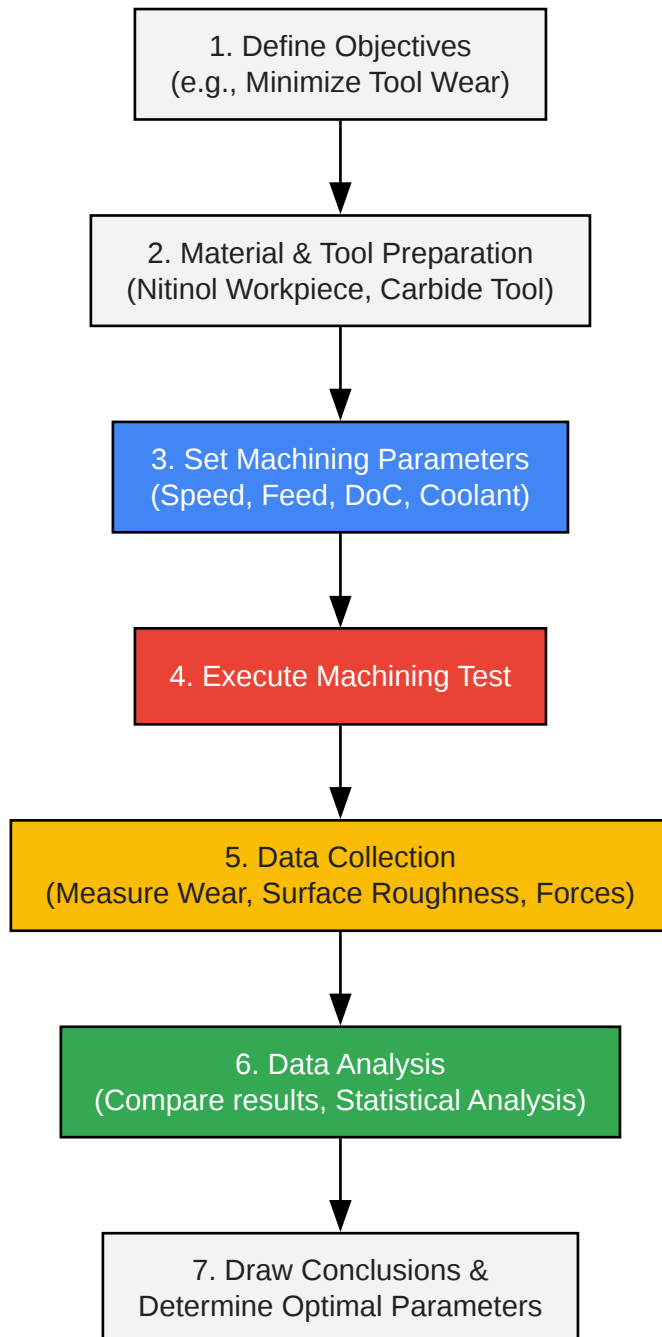 1. Define Objectives
(e.g., Minimize Tool Wear)
2. Material & Tool Preparation
(Nitinol Workpiece, Carbide Tool)
3. Set Machining Parameters
(Speed, Feed, DoC, Coolant)
4. Execute Machining Test
5. Data Collection
(Measure Wear, Surface Roughness, Forces)
6. Data Analysis
(Compare results, Statistical Analysis)
7. Draw Conclusions &
Determine Optimal Parameters